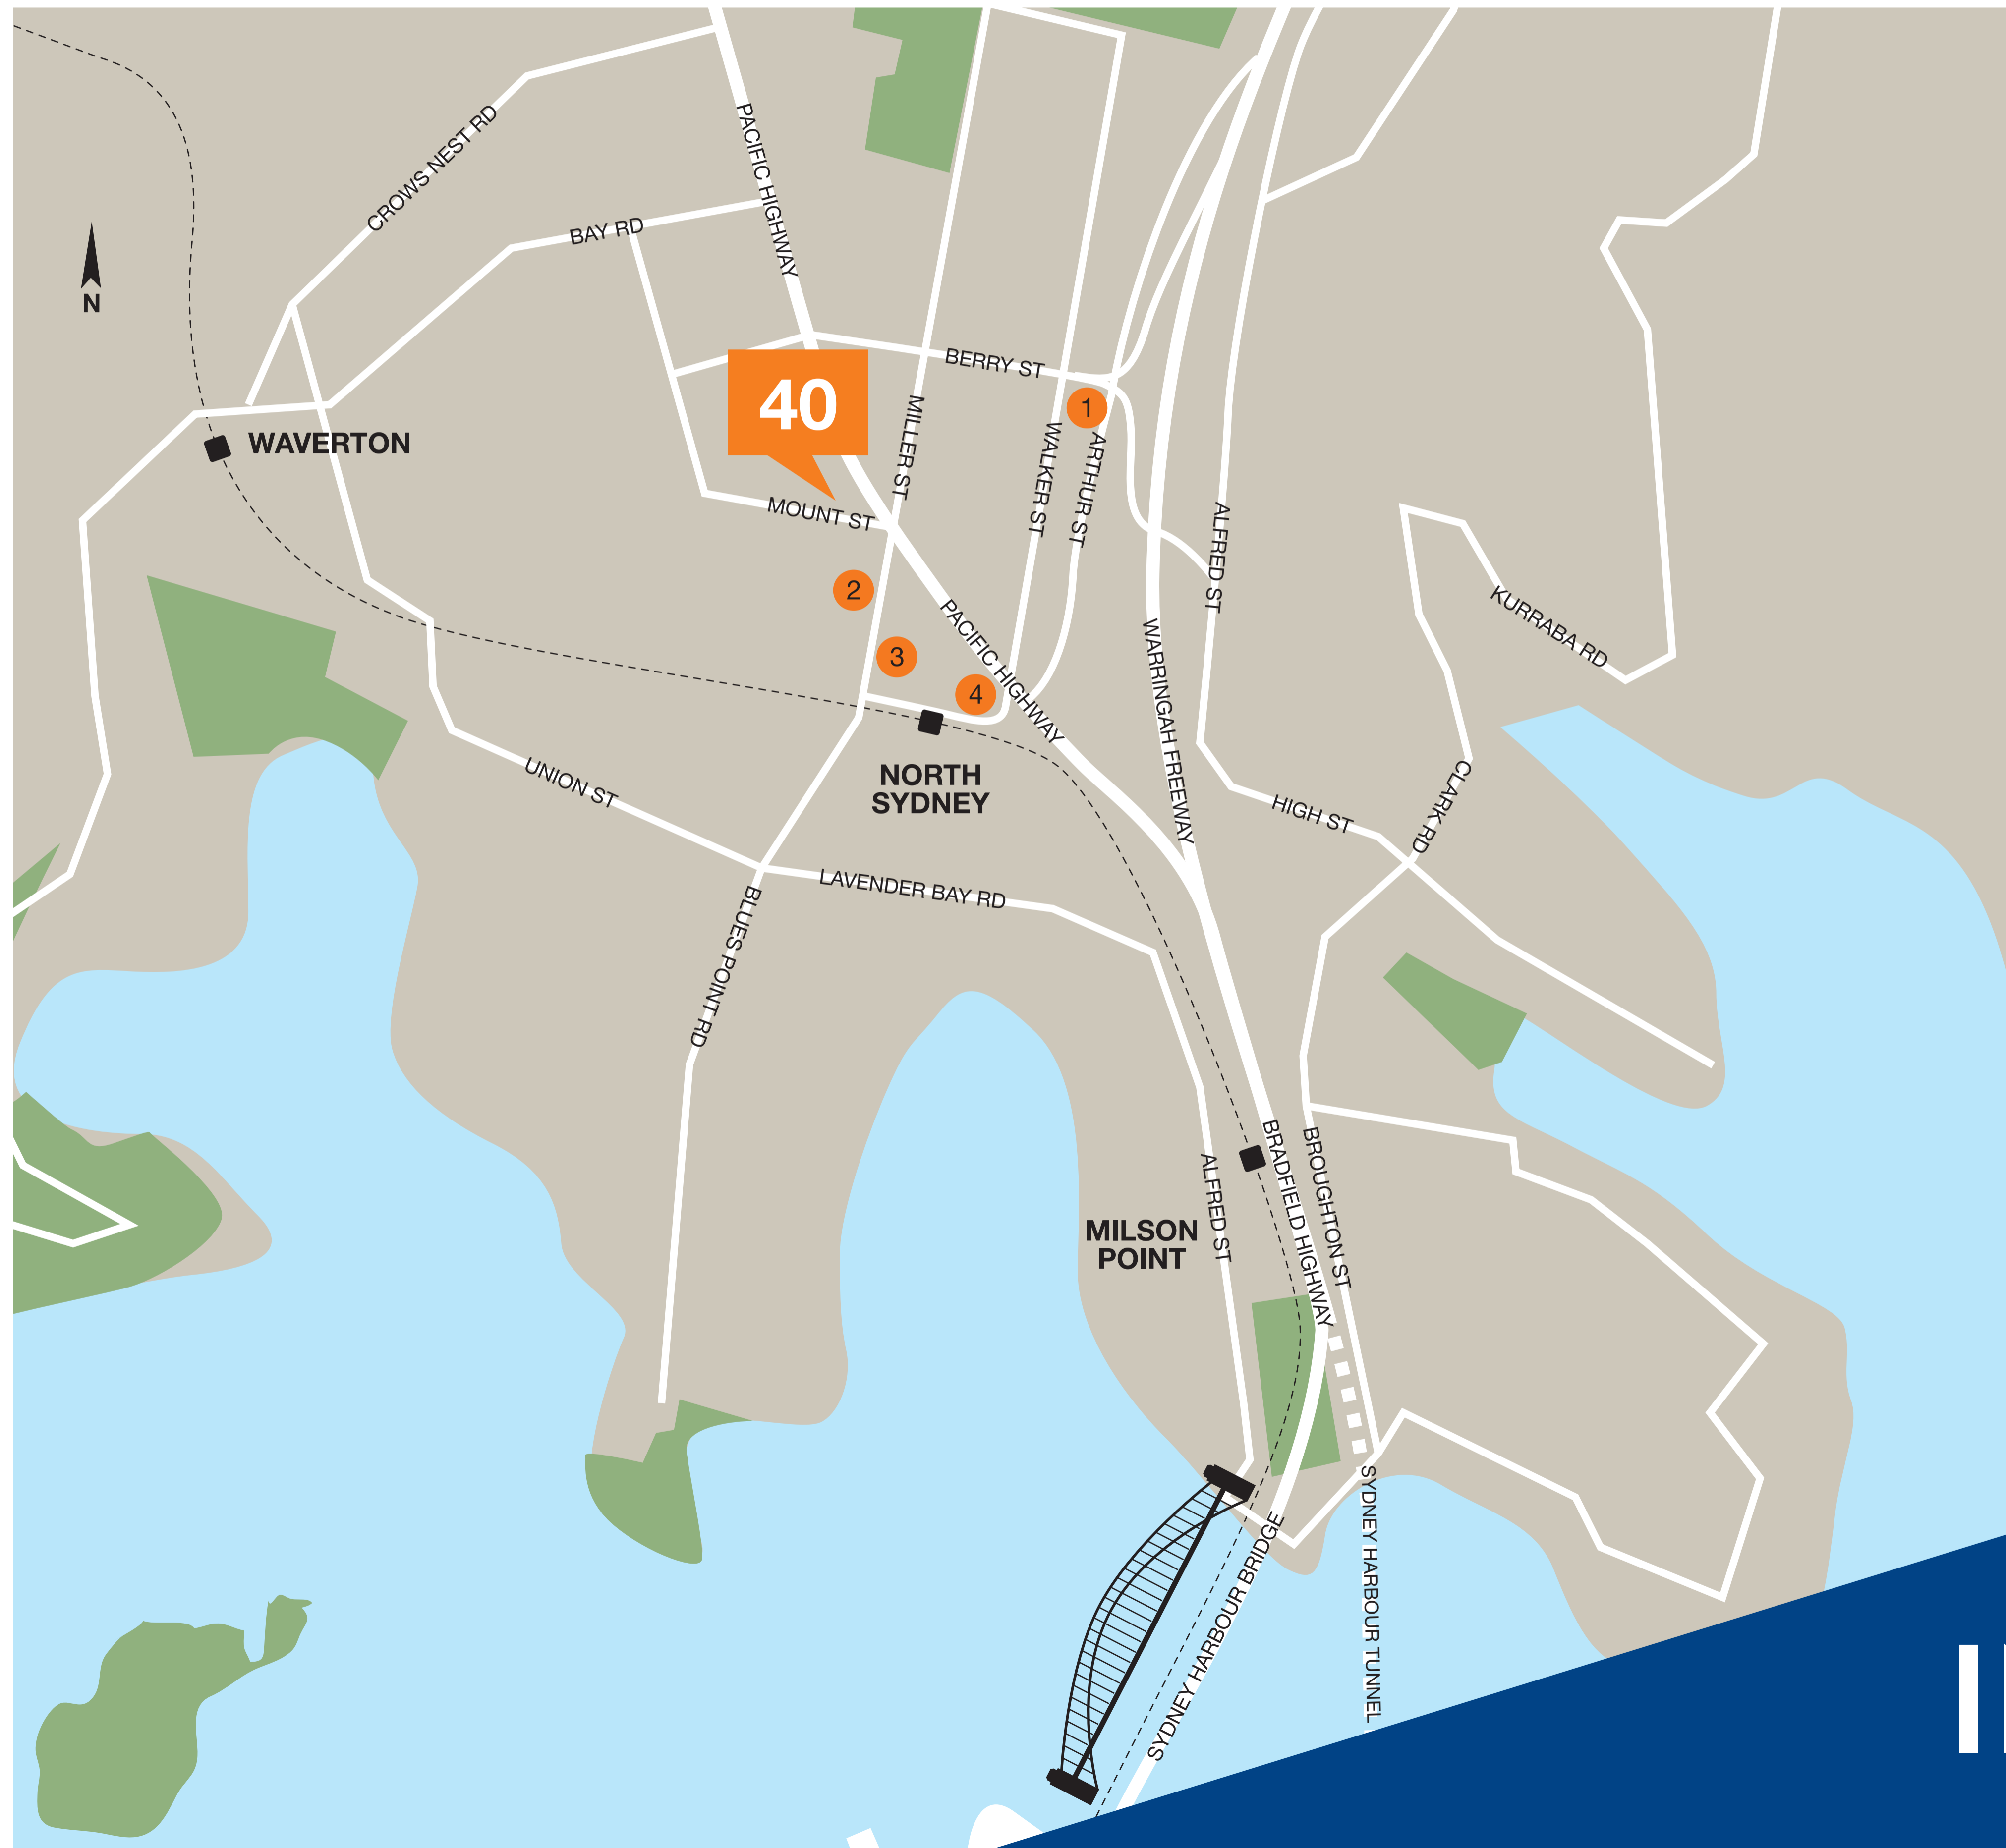 CROWS NEST RD
PACIFIC HIGHWAY
BAY RD
N
BERRY ST
40
1
MILLER ST
WALKER ST
ARTHUR ST
WAVERTON
MOUNT ST
ALFRED ST
2
KURRABA RD
PACIFIC HIGHWAY
WARRINGAH FREEWAY
3
4
NORTH
SYDNEY
UNION ST
HIGH ST
CLARK RD
LAVENDER BAY RD
BLUES POINT RD
BRADFIELD HIGHWAY
BROUGHTON ST
ALFRED ST
MILSON
POINT
SYDNEY HARBOUR TUNNEL
SYDNEY HARBOUR BRIDGE